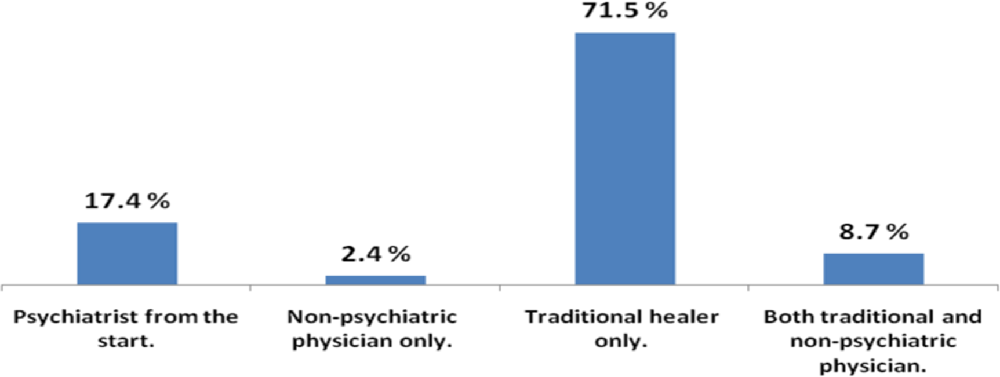 71.5 %
17.4 %
2.4 %
8.7 %
Psychiatrist from the
start.
Non-psychiatric
physician only.
Traditional healer
only.
Both traditional and
non-psychiatric
physician.